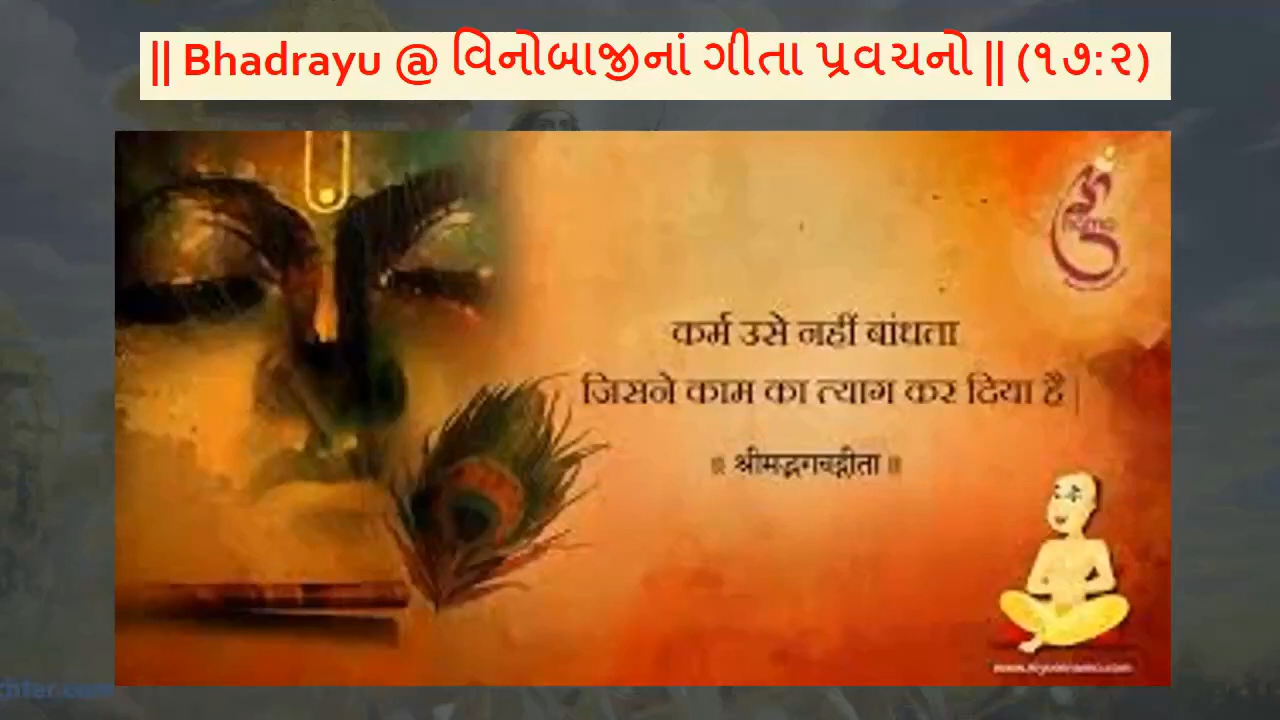 || Bhadrayu @ વિનોબાજીનાં ગીતા પ્રવચનો || (૧૭:૨)
कर्म उसे नहीं बांधता
जिसने काम का त्याग कर दिया है |
॥ श्रीमद्भगवद्गीता ॥